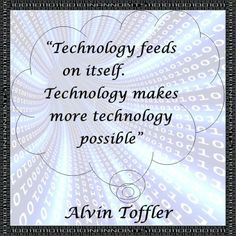 “Technology feeds
on itself.
Technology makes
more technology
possible”
Alvin Toffler